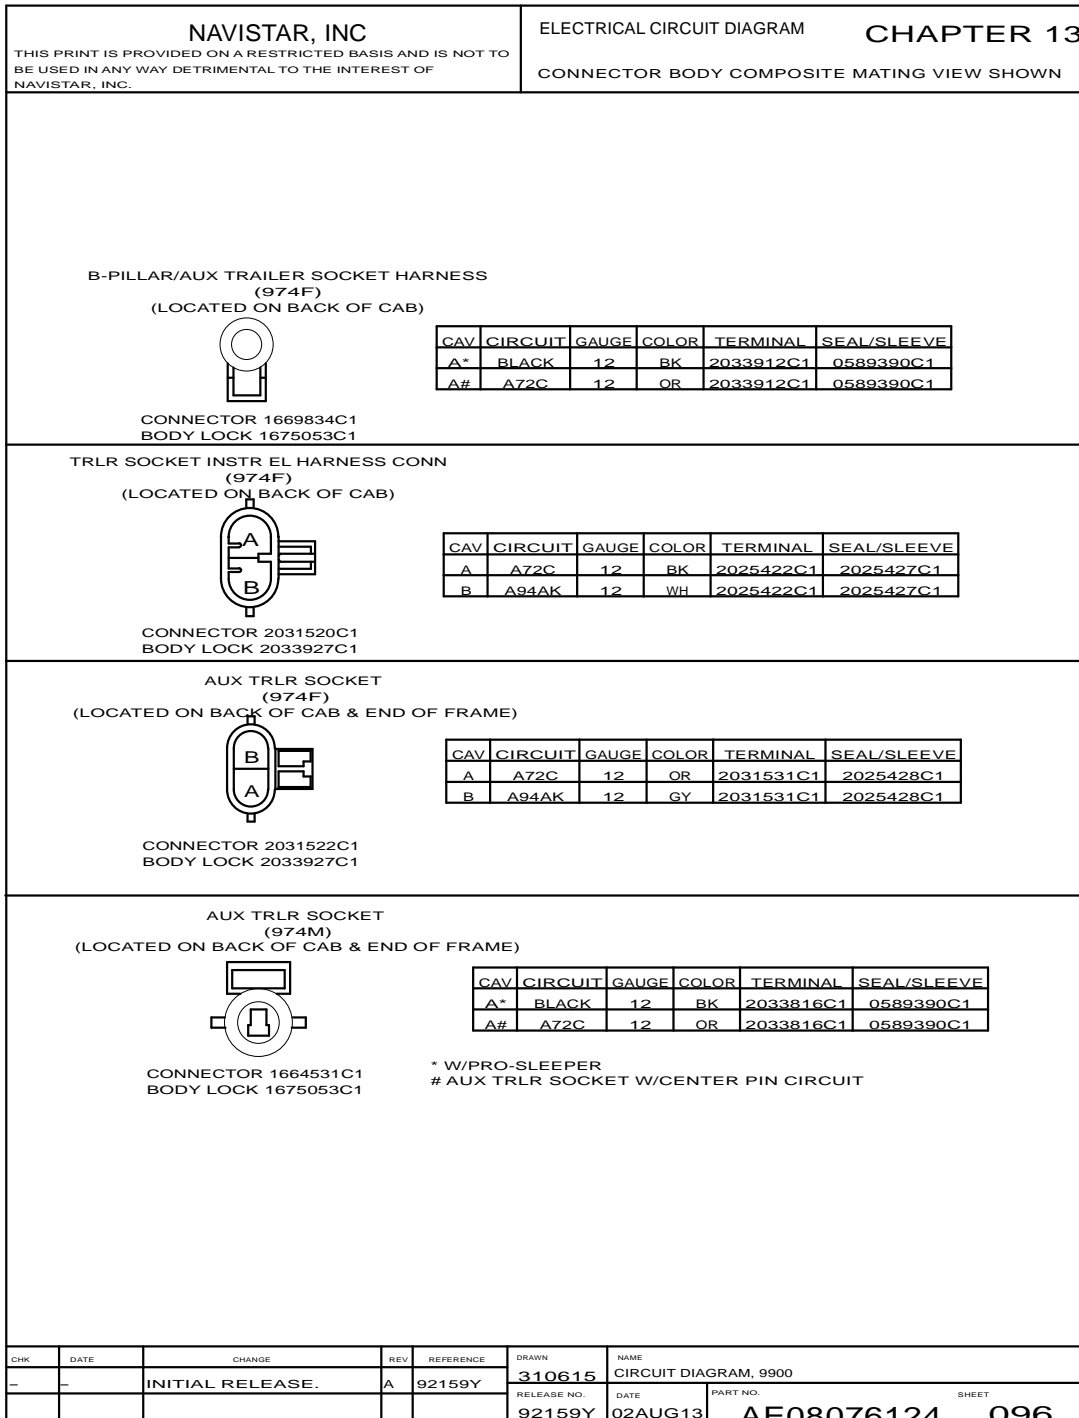 NAVISTAR, INC
THIS PRINT IS PROVIDED ON A RESTRICTED BASIS AND IS NOT TO
BE USED IN ANY WAY DETRIMENTAL TO THE INTEREST OF
NAVISTAR, INC.
ELECTRICAL CIRCUIT DIAGRAM CHAPTER 13
CONNECTOR BODY COMPOSITE MATING VIEW SHOWN
B-PILLAR/AUX TRAILER SOCKET HARNESS
(974F)
(LOCATED ON BACK OF CAB)
CAV CIRCUIT GAUGE COLOR TERMINAL SEAL/SLEEVE
A* BLACK 12 BK 2033912C1 0589390C1
A# A72C 12 OR 2033912C1 0589390C1
CONNECTOR 1669834C1
BODY LOCK 1675053C1
TRLR SOCKET INSTR EL HARNESS CONN
(974F)
(LOCATED ON BACK OF CAB)
A
B
CAV CIRCUIT GAUGE COLOR TERMINAL SEAL/SLEEVE
A A72C 12 BK 2025422C1 2025427C1
B A94AK 12 WH 2025422C1 2025427C1
CONNECTOR 2031520C1
BODY LOCK 2033927C1
AUX TRLR SOCKET
(974F)
(LOCATED ON BACK OF CAB & END OF FRAME)
B
A
CAV CIRCUIT GAUGE COLOR TERMINAL SEAL/SLEEVE
A A72C 12 OR 2031531C1 2025428C1
B A94AK 12 GY 2031531C1 2025428C1
CONNECTOR 2031522C1
BODY LOCK 2033927C1
AUX TRLR SOCKET
(974M)
(LOCATED ON BACK OF CAB & END OF FRAME)
CAV CIRCUIT GAUGE COLOR TERMINAL SEAL/SLEEVE
A* BLACK 12 BK 2033816C1 0589390C1
A# A72C 12 OR 2033816C1 0589390C1
CONNECTOR 1664531C1
BODY LOCK 1675053C1
* W/PRO-SLEEPER
# AUX TRLR SOCKET W/CENTER PIN CIRCUIT
CHK DATE CHANGE REV REFERENCE
– – INITIAL RELEASE. A 92159Y
DRAWN
310615
NAME
CIRCUIT DIAGRAM, 9900
RELEASE NO.
92159Y
DATE
02AUG13
PART NO.
AE08076124
SHEET
096